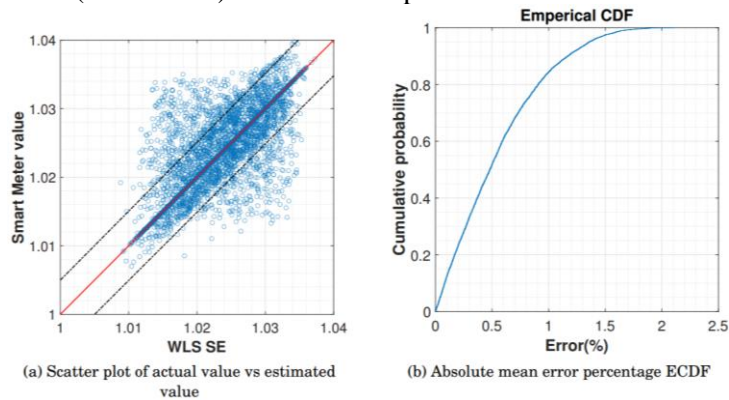 Emperical CDF
1.04
1.03
1.02
1.01
1
1
1.01
1.02
1.03
1.04
Smart Meter value
WLS SE
(a) Scatter plot of actual value vs estimated
value
1
0.8
0.6
0.4
0.2
0
0
0.5
1
1.5
2
2.5
Cumulative probability
Error(%)
(b) Absolute mean error percentage ECDF